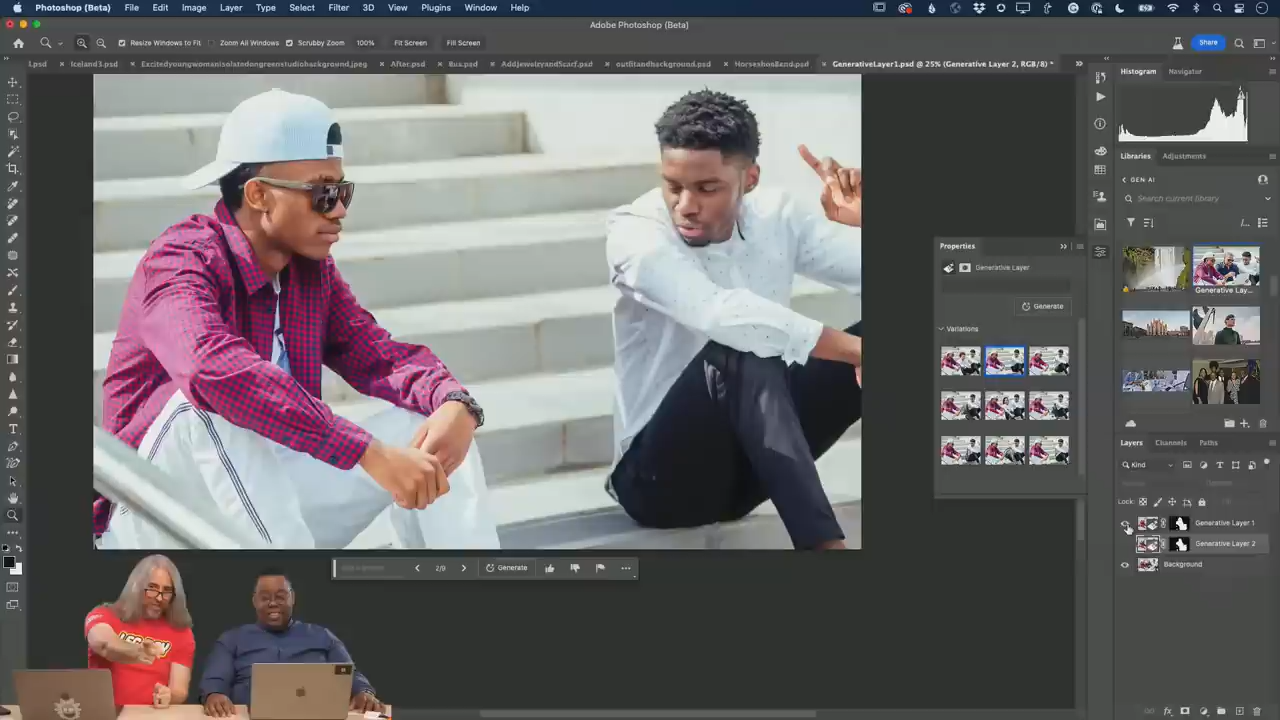 Photoshop (Beta) File Edit Image Layer Type Select Filter 3D View Plugins Window Help
Adobe Photoshop (Beta)
Resize Windows to Fit Zoom All Windows Scrubby Zoom 100% Fit Screen Fill Screen
Share
l.psd × Iceland3.psd × Excitedyoungwomanisolatedongreenstudiobackground.jpeg × After.psd × Bus.psd × AddJewelryandScarf.psd × outfitandbackground.psd × HorseshoeBend.psd × GenerativeLayer1.psd @ 25% (Generative Layer 2, RGB/8) *
Histogram Navigator
Libraries Adjustments
GEN AI
Search current library
Generative Lay...
Properties
Generative Layer
Generate
Variations
Layers Channels Paths
Kind
Lock:
Generative Layer 1
Generative Layer 2
Background
2/9 Generate